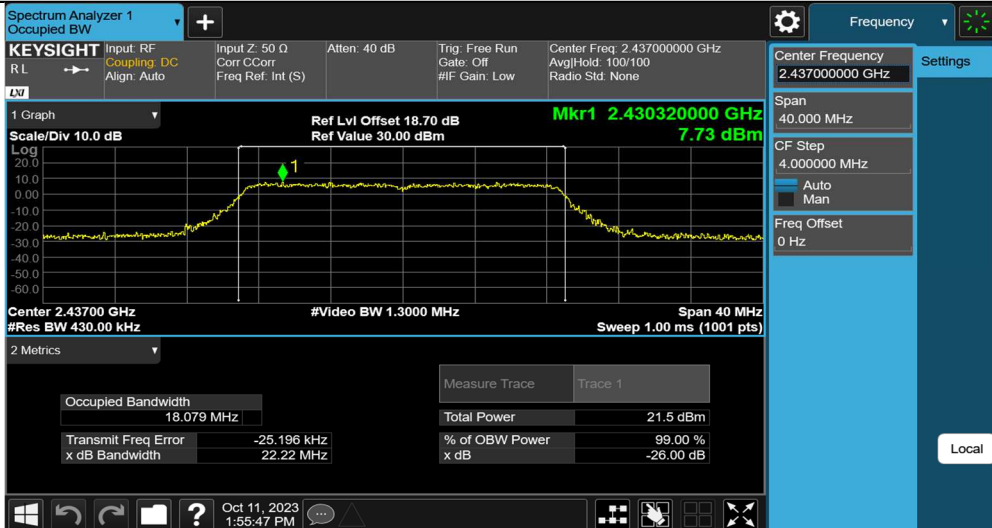 Spectrum Analyzer 1
Occupied BW
+
Frequency
KEYSIGHT
RL
LXI
Input: RF
Coupling: DC
Align: Auto
Input Z: 50 Ω
Corr CCorr
Freq Ref: Int (S)
Atten: 40 dB
Trig: Free Run
Gate: Off
#IF Gain: Low
Center Freq: 2.437000000 GHz
Avg|Hold: 100/100
Radio Std: None
Center Frequency
2.437000000 GHz
Settings
Span
40.000 MHz
CF Step
4.000000 MHz
Auto
Man
Freq Offset
0 Hz
Local
1 Graph
Scale/Div 10.0 dB
Ref Lvl Offset 18.70 dB
Ref Value 30.00 dBm
Mkr1 2.430320000 GHz
7.73 dBm
Log
20.0
10.0
0.00
-10.0
-20.0
-30.0
-40.0
-50.0
-60.0
1
Center 2.43700 GHz
#Res BW 430.00 kHz
#Video BW 1.3000 MHz
Span 40 MHz
Sweep 1.00 ms (1001 pts)
2 Metrics
Measure Trace Trace 1
Occupied Bandwidth
18.079 MHz
Total Power 21.5 dBm
Transmit Freq Error -25.196 kHz
% of OBW Power 99.00 %
x dB Bandwidth 22.22 MHz
x dB -26.00 dB
?
Oct 11, 2023
1:55:47 PM